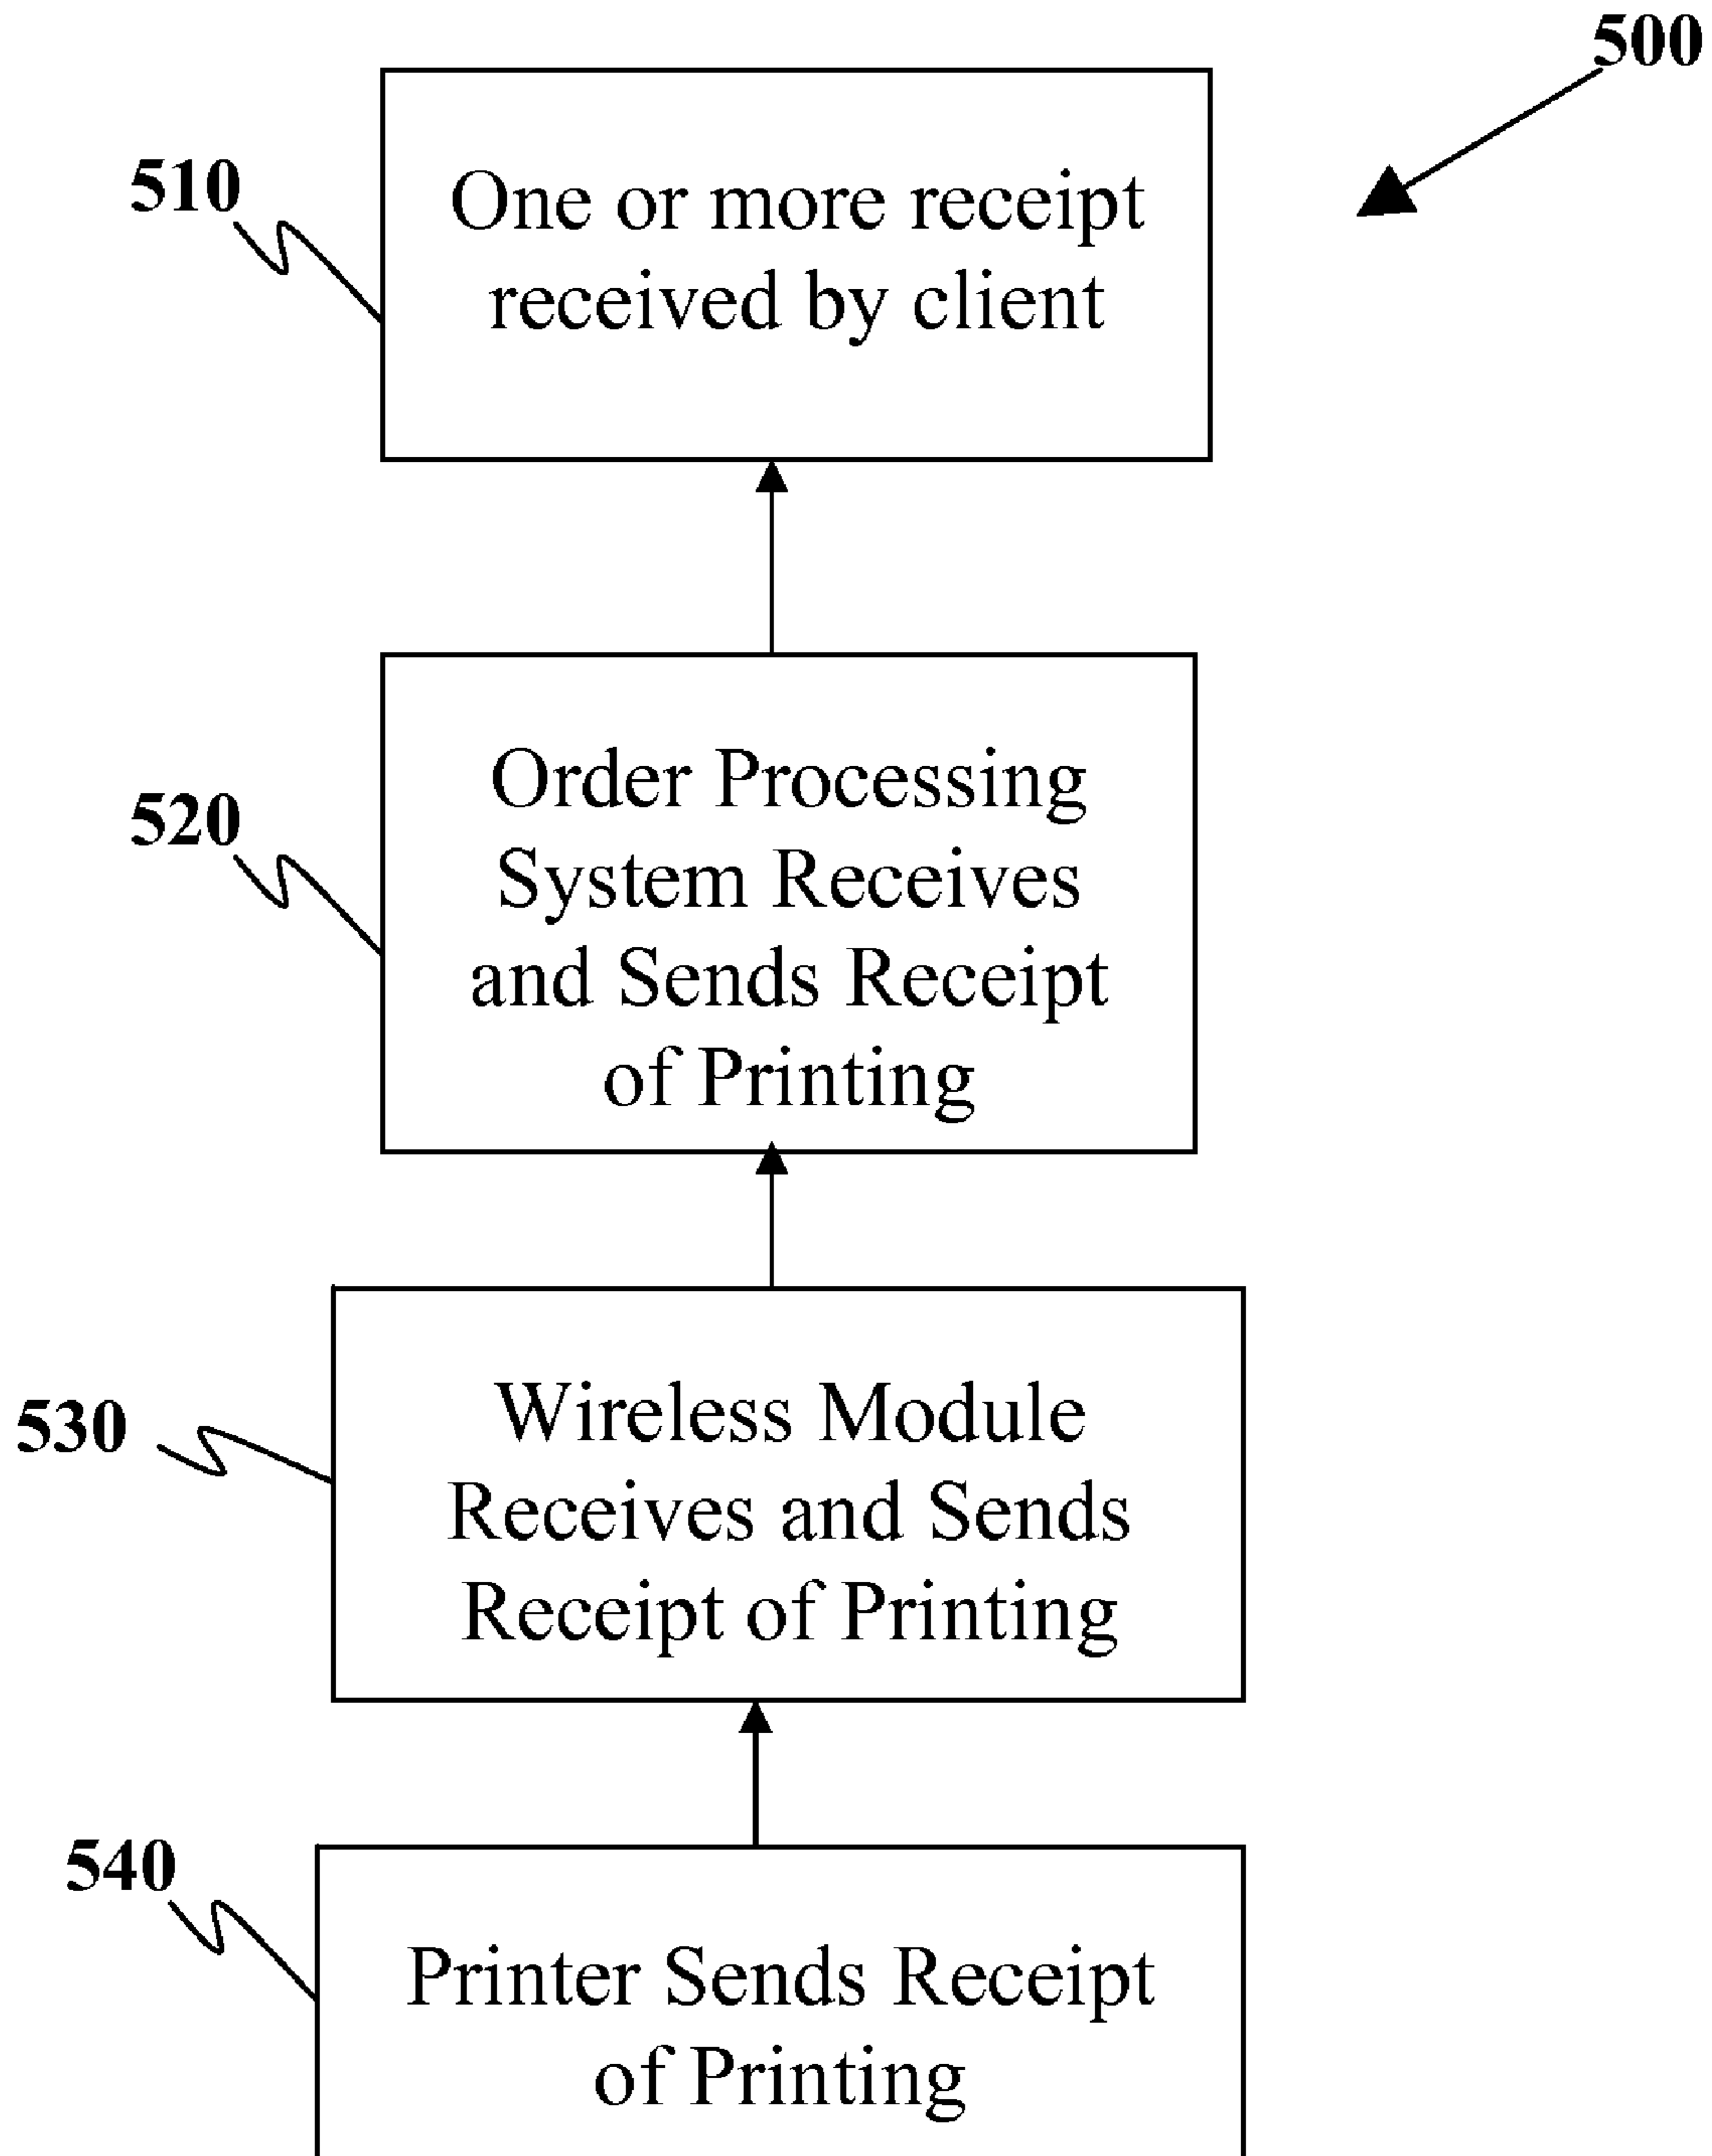 500
510
One or more receipt
received by client
520
Order Processing
System Receives
and Sends Receipt
of Printing
530
Wireless Module
Receives and Sends
Receipt of Printing
540
Printer Sends Receipt
of Printing